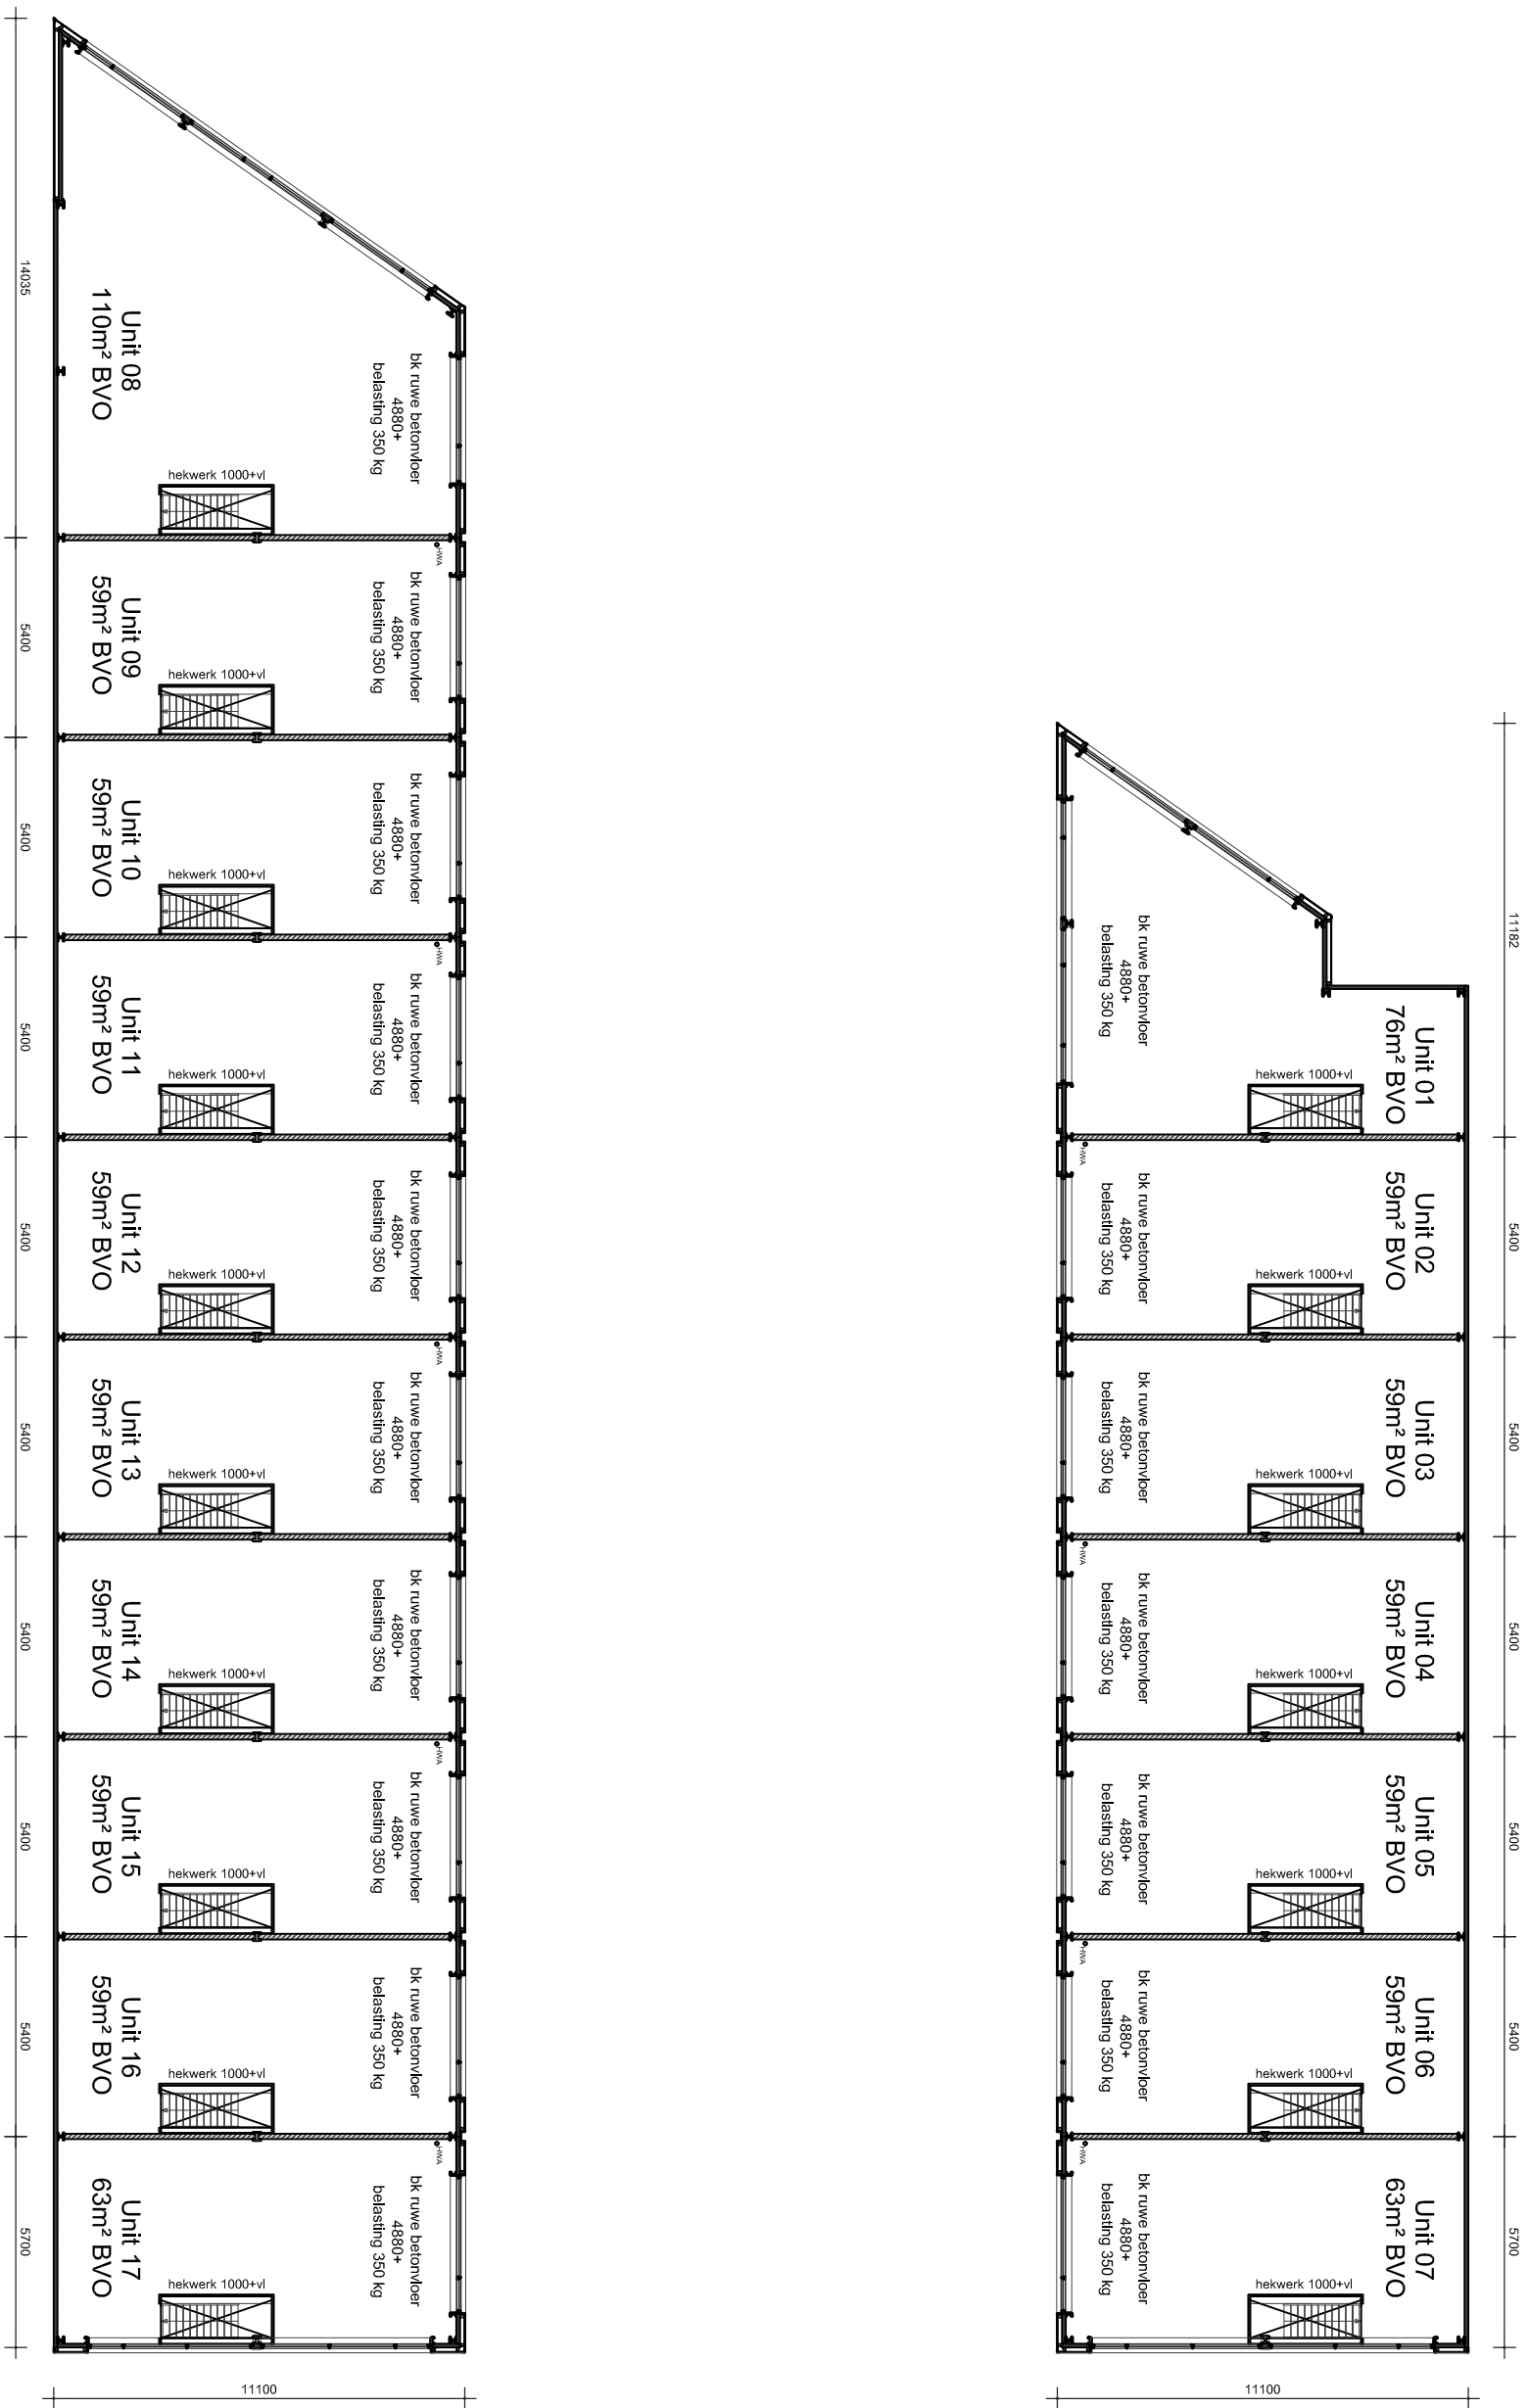 14035
5400
5400
5400
5400
5400
5400
5400
5400
5700
11100
Unit 08
110m² BVO
bk ruwe betonvloer
4880+
belasting 350 kg
hekwerk 1000+vl
HWA
Unit 09
59m² BVO
bk ruwe betonvloer
4880+
belasting 350 kg
hekwerk 1000+vl
Unit 10
59m² BVO
bk ruwe betonvloer
4880+
belasting 350 kg
hekwerk 1000+vl
HWA
Unit 11
59m² BVO
bk ruwe betonvloer
4880+
belasting 350 kg
hekwerk 1000+vl
Unit 12
59m² BVO
bk ruwe betonvloer
4880+
belasting 350 kg
hekwerk 1000+vl
HWA
Unit 13
59m² BVO
bk ruwe betonvloer
4880+
belasting 350 kg
hekwerk 1000+vl
Unit 14
59m² BVO
bk ruwe betonvloer
4880+
belasting 350 kg
hekwerk 1000+vl
HWA
Unit 15
59m² BVO
bk ruwe betonvloer
4880+
belasting 350 kg
hekwerk 1000+vl
Unit 16
59m² BVO
bk ruwe betonvloer
4880+
belasting 350 kg
hekwerk 1000+vl
HWA
Unit 17
63m² BVO
bk ruwe betonvloer
4880+
belasting 350 kg
hekwerk 1000+vl
11182
5400
5400
5400
5400
5400
5700
11100
Unit 01
76m² BVO
bk ruwe betonvloer
4880+
belasting 350 kg
hekwerk 1000+vl
HWA
Unit 02
59m² BVO
bk ruwe betonvloer
4880+
belasting 350 kg
hekwerk 1000+vl
Unit 03
59m² BVO
bk ruwe betonvloer
4880+
belasting 350 kg
hekwerk 1000+vl
HWA
Unit 04
59m² BVO
bk ruwe betonvloer
4880+
belasting 350 kg
hekwerk 1000+vl
Unit 05
59m² BVO
bk ruwe betonvloer
4880+
belasting 350 kg
hekwerk 1000+vl
HWA
Unit 06
59m² BVO
bk ruwe betonvloer
4880+
belasting 350 kg
hekwerk 1000+vl
HWA
Unit 07
63m² BVO
bk ruwe betonvloer
4880+
belasting 350 kg
hekwerk 1000+vl